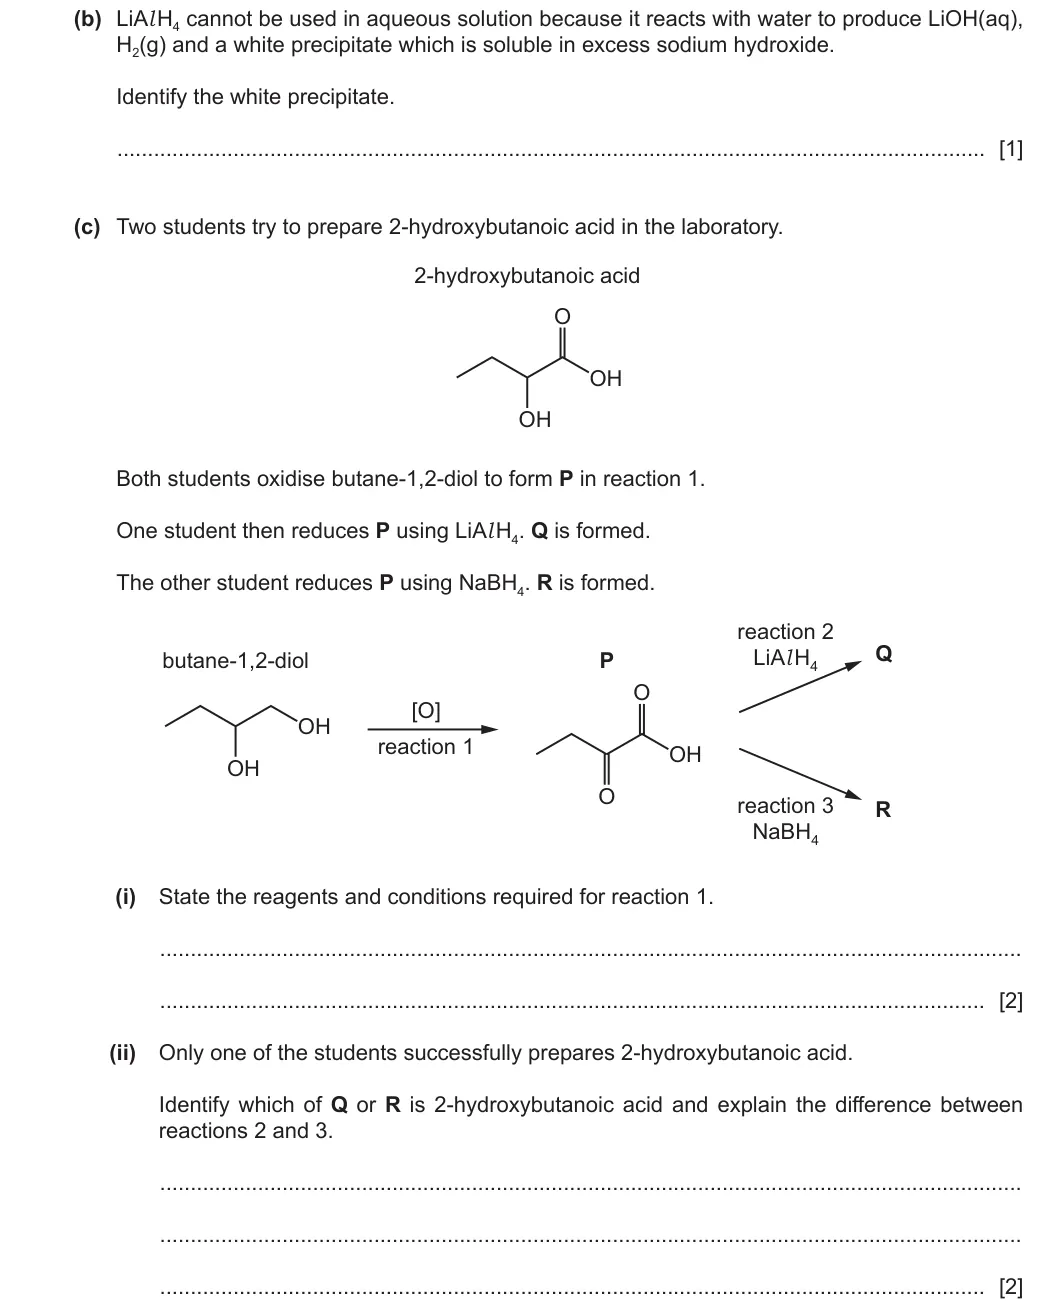 (b) LiAlH₄ cannot be used in aqueous solution because it reacts with water to produce LiOH(aq),
H₂(g) and a white precipitate which is soluble in excess sodium hydroxide.
Identify the white precipitate.
...................................................................................................................................... [1]
(c) Two students try to prepare 2-hydroxybutanoic acid in the laboratory.
2-hydroxybutanoic acid
O
OH
OH
Both students oxidise butane-1,2-diol to form P in reaction 1.
One student then reduces P using LiAlH₄. Q is formed.
The other student reduces P using NaBH₄. R is formed.
butane-1,2-diol
OH
OH
[O]
reaction 1
P
O
OH
O
reaction 2
LiAlH₄
Q
reaction 3
NaBH₄
R
(i) State the reagents and conditions required for reaction 1.
......................................................................................................................................
...................................................................................................................................... [2]
(ii) Only one of the students successfully prepares 2-hydroxybutanoic acid.
Identify which of Q or R is 2-hydroxybutanoic acid and explain the difference between
reactions 2 and 3.
......................................................................................................................................
......................................................................................................................................
...................................................................................................................................... [2]